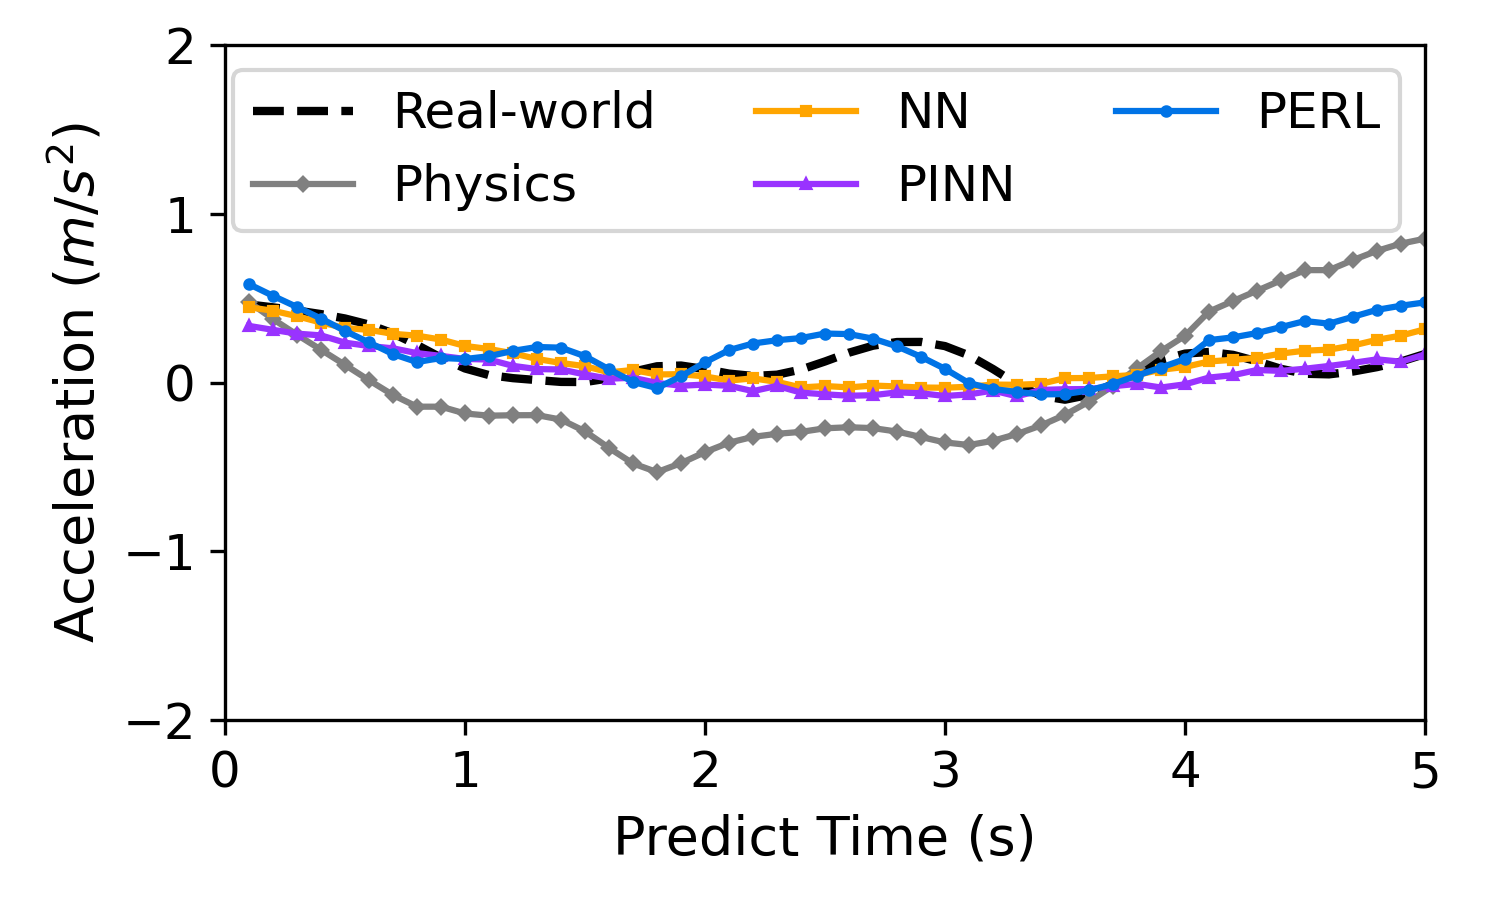 2
1
0
−1
−2
Acceleration (m/s²)
Real-world
NN
PERL
Physics
PINN
0 1 2 3 4 5
Predict Time (s)